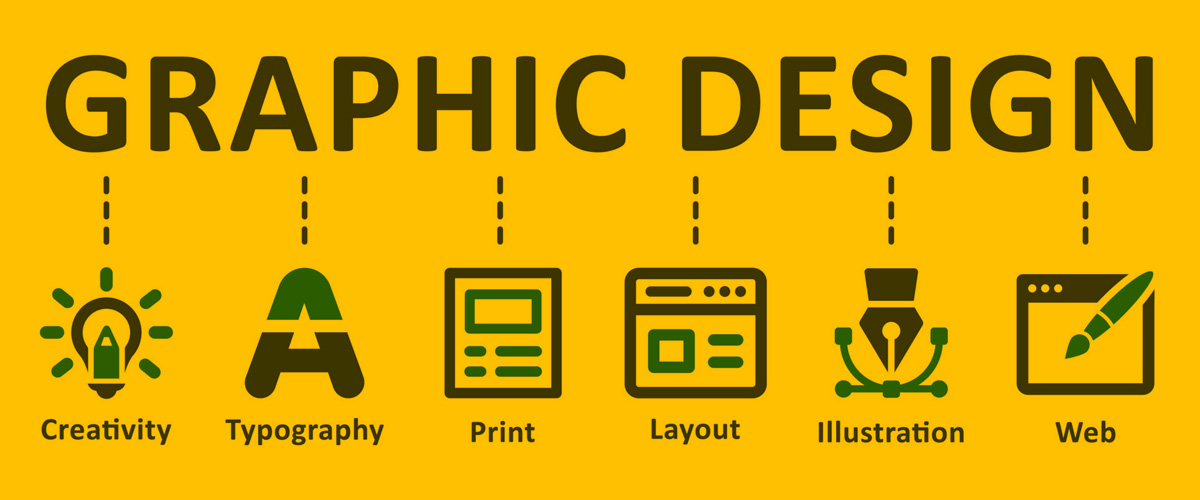 GRAPHIC DESIGN
Creativity
Typography
Print
Layout
Illustration
Web